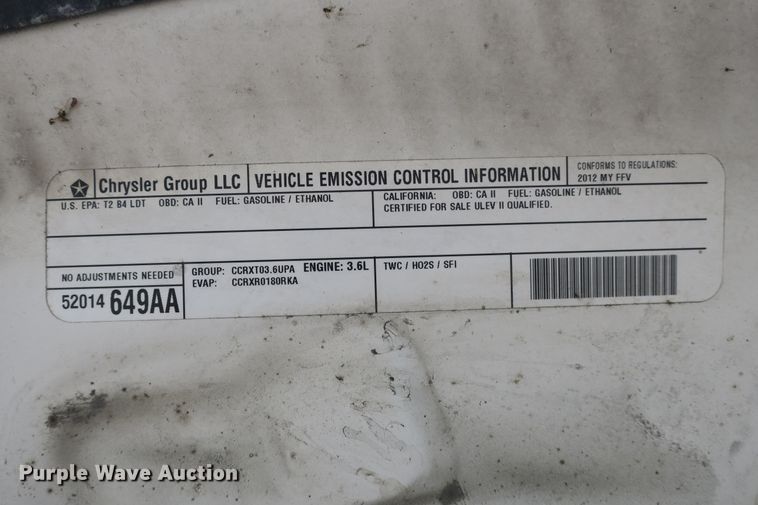 Chrysler Group LLC
VEHICLE EMISSION CONTROL INFORMATION
CONFORMS TO REGULATIONS:
2012 MY FFV
U.S. EPA: T2 B4 LDT OBD: CA II FUEL: GASOLINE / ETHANOL
CALIFORNIA: OBD: CA II FUEL: GASOLINE / ETHANOL
CERTIFIED FOR SALE ULEV II QUALIFIED.
NO ADJUSTMENTS NEEDED
52014 649AA
GROUP: CCRXT03.6UPA ENGINE: 3.6L
EVAP: CCRXR0180RKA
TWC / HO2S / SFI
Purple Wave Auction